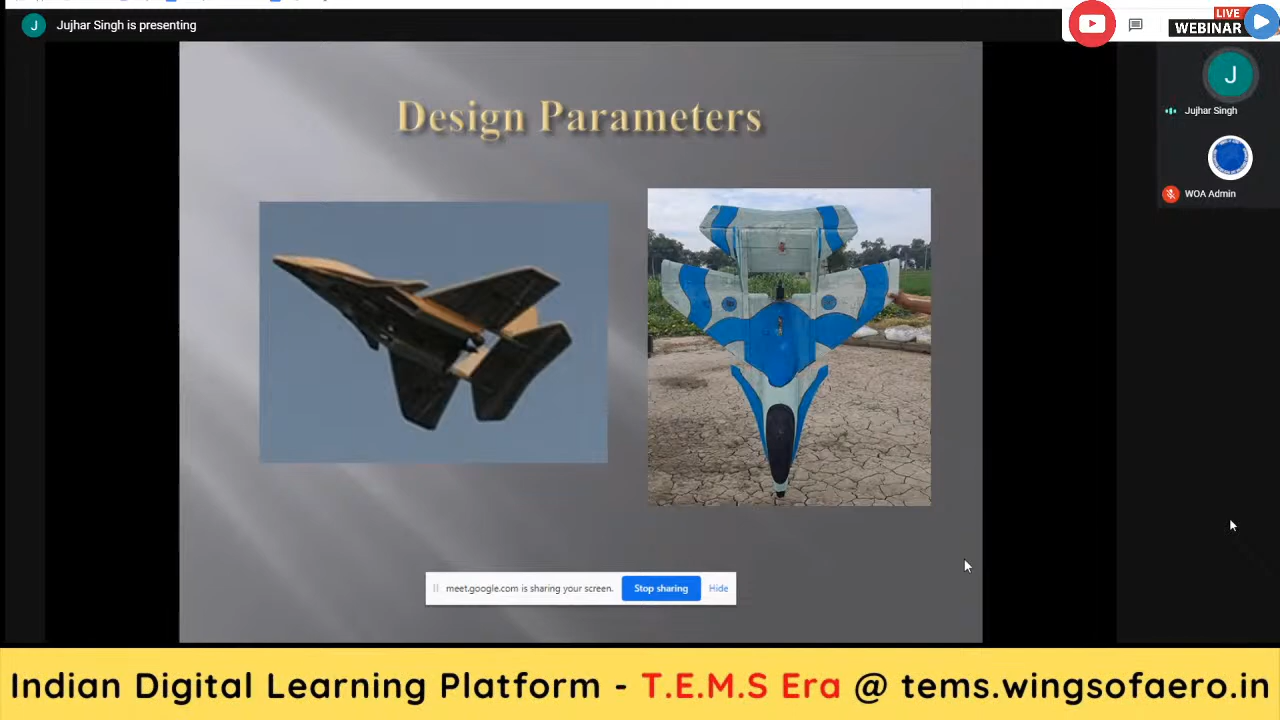 J
Jujhar Singh is presenting
LIVE
WEBINAR
Design Parameters
J
Jujhar Singh
WOA Admin
meet.google.com is sharing your screen.
Stop sharing
Hide
Indian Digital Learning Platform - T.E.M.S Era @ tems.wingsofaero.in